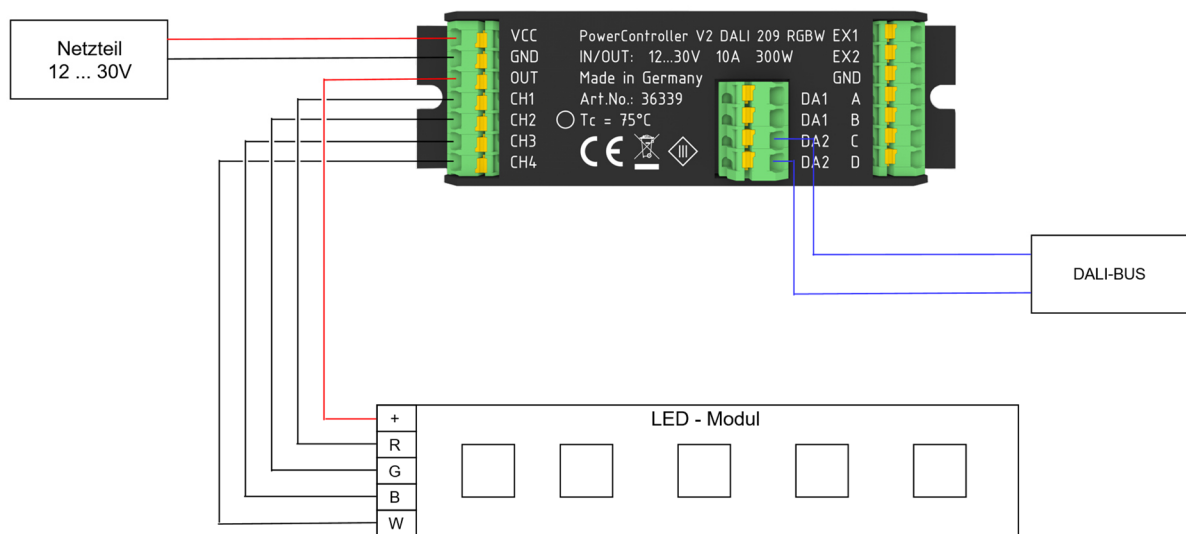 Netzteil
12 ... 30V
VCC
GND
OUT
CH1
CH2
CH3
CH4
PowerController V2 DALI 209 RGBW
IN/OUT: 12...30V 10A 300W
Made in Germany
Art.No.: 36339
Tc = 75°C
CE
III
DA1
DA1
DA2
DA2
EX1
EX2
GND
A
B
C
D
DALI-BUS
LED - Modul
+
R
G
B
W